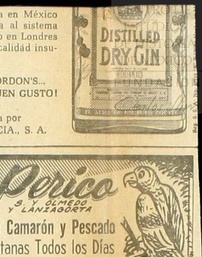 a en México
a al sistema
o en Londres
calidad insu-
ORDON'S...
UEN GUSTO!
a por
CIA., S. A.
DISTILLED
DRY GIN
Perico
S. Y OLMEDO
Y LANZAGORTA
Camarón y Pescado
tanas Todos los Días